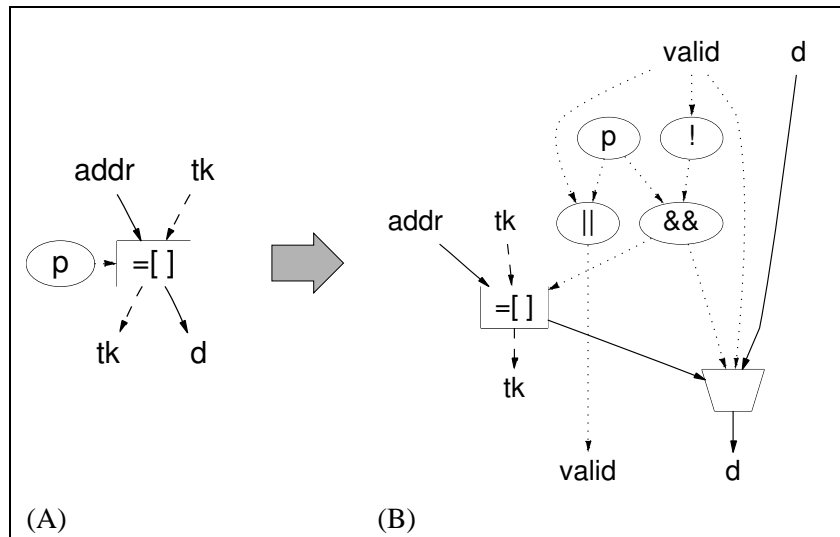 valid d
p !
addr tk
addr tk || &&
p =[ ]
=[ ]
tk d
tk
valid d
(A) (B)